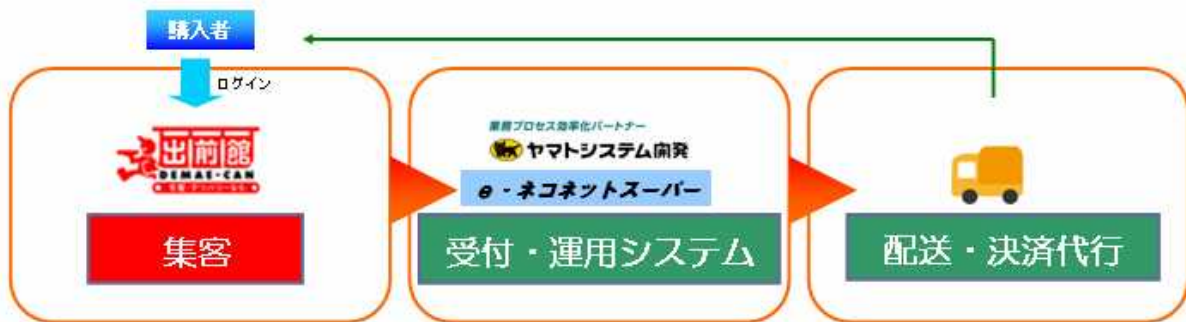 購入者
ログイン
出前館
DEMAE-CAN
集客
業務プロセス効率化パートナー
ヤマトシステム開発
e-ネコネットスーパー
受付・運用システム
配送・決済代行